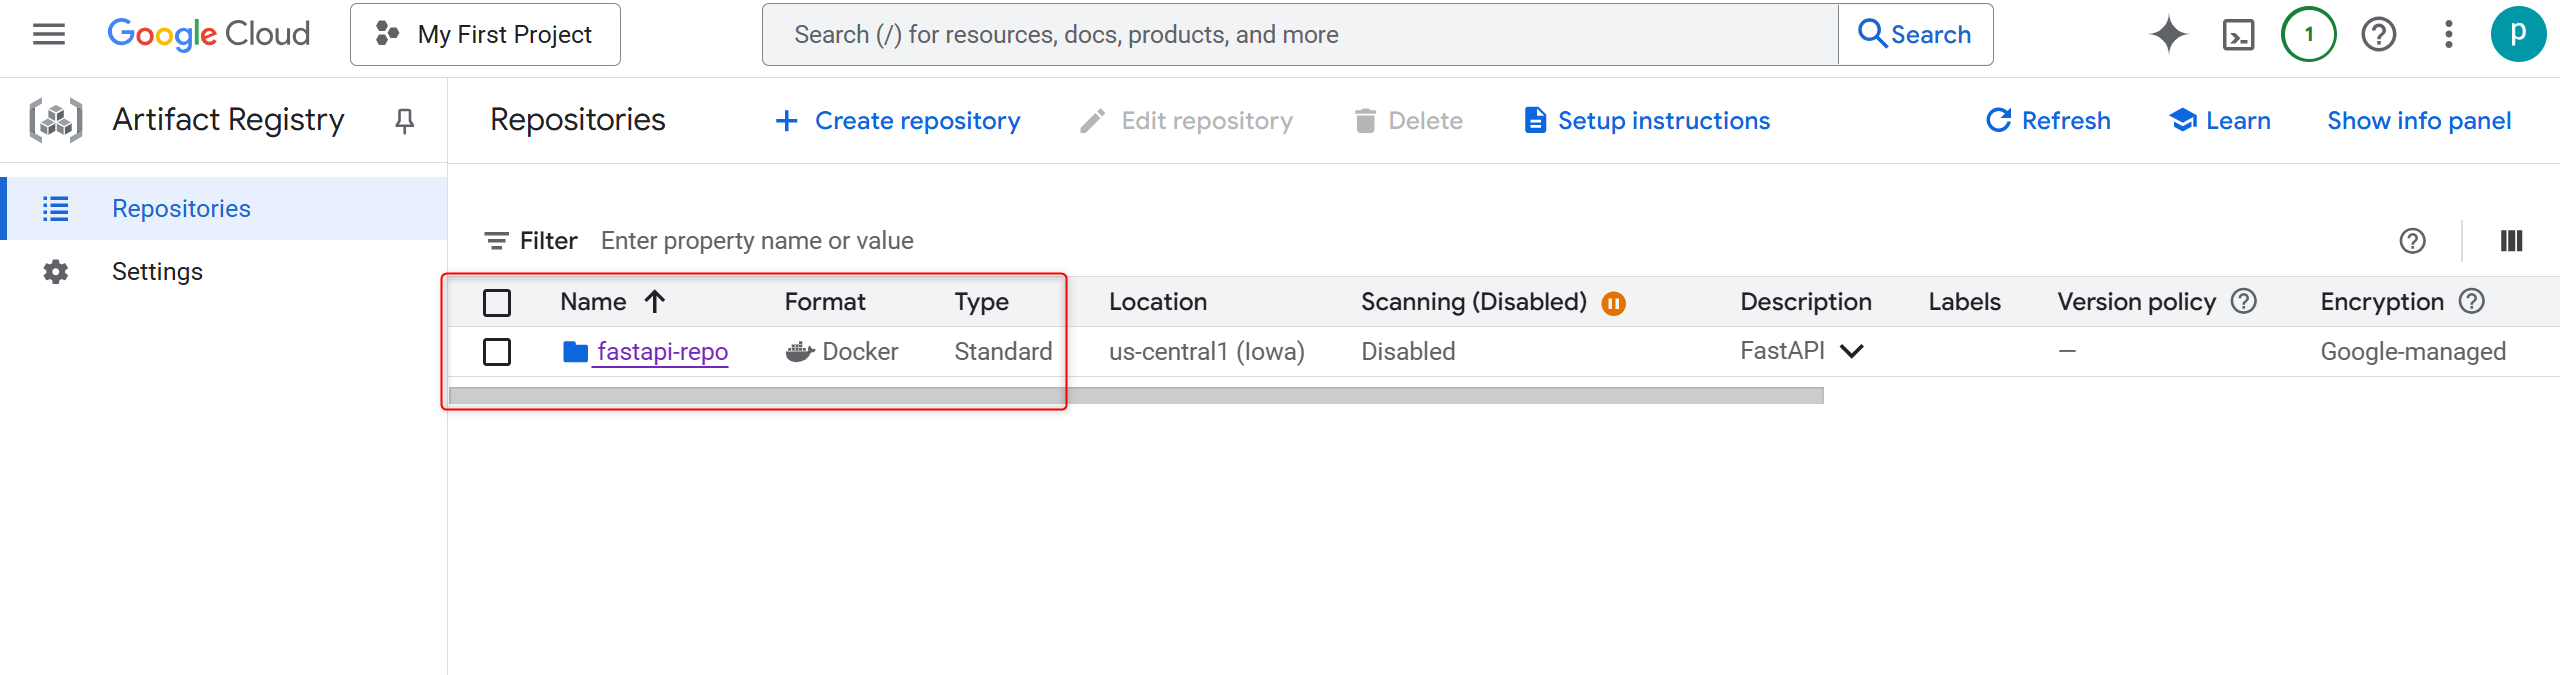 Google Cloud My First Project Search (/) for resources, docs, products, and more Search 1 p
Artifact Registry Repositories Create repository Edit repository Delete Setup instructions Refresh Learn Show info panel
Repositories
Settings
Filter Enter property name or value
Name Format Type Location Scanning (Disabled) Description Labels Version policy Encryption
fastapi-repo Docker Standard us-central1 (Iowa) Disabled FastAPI — Google-managed